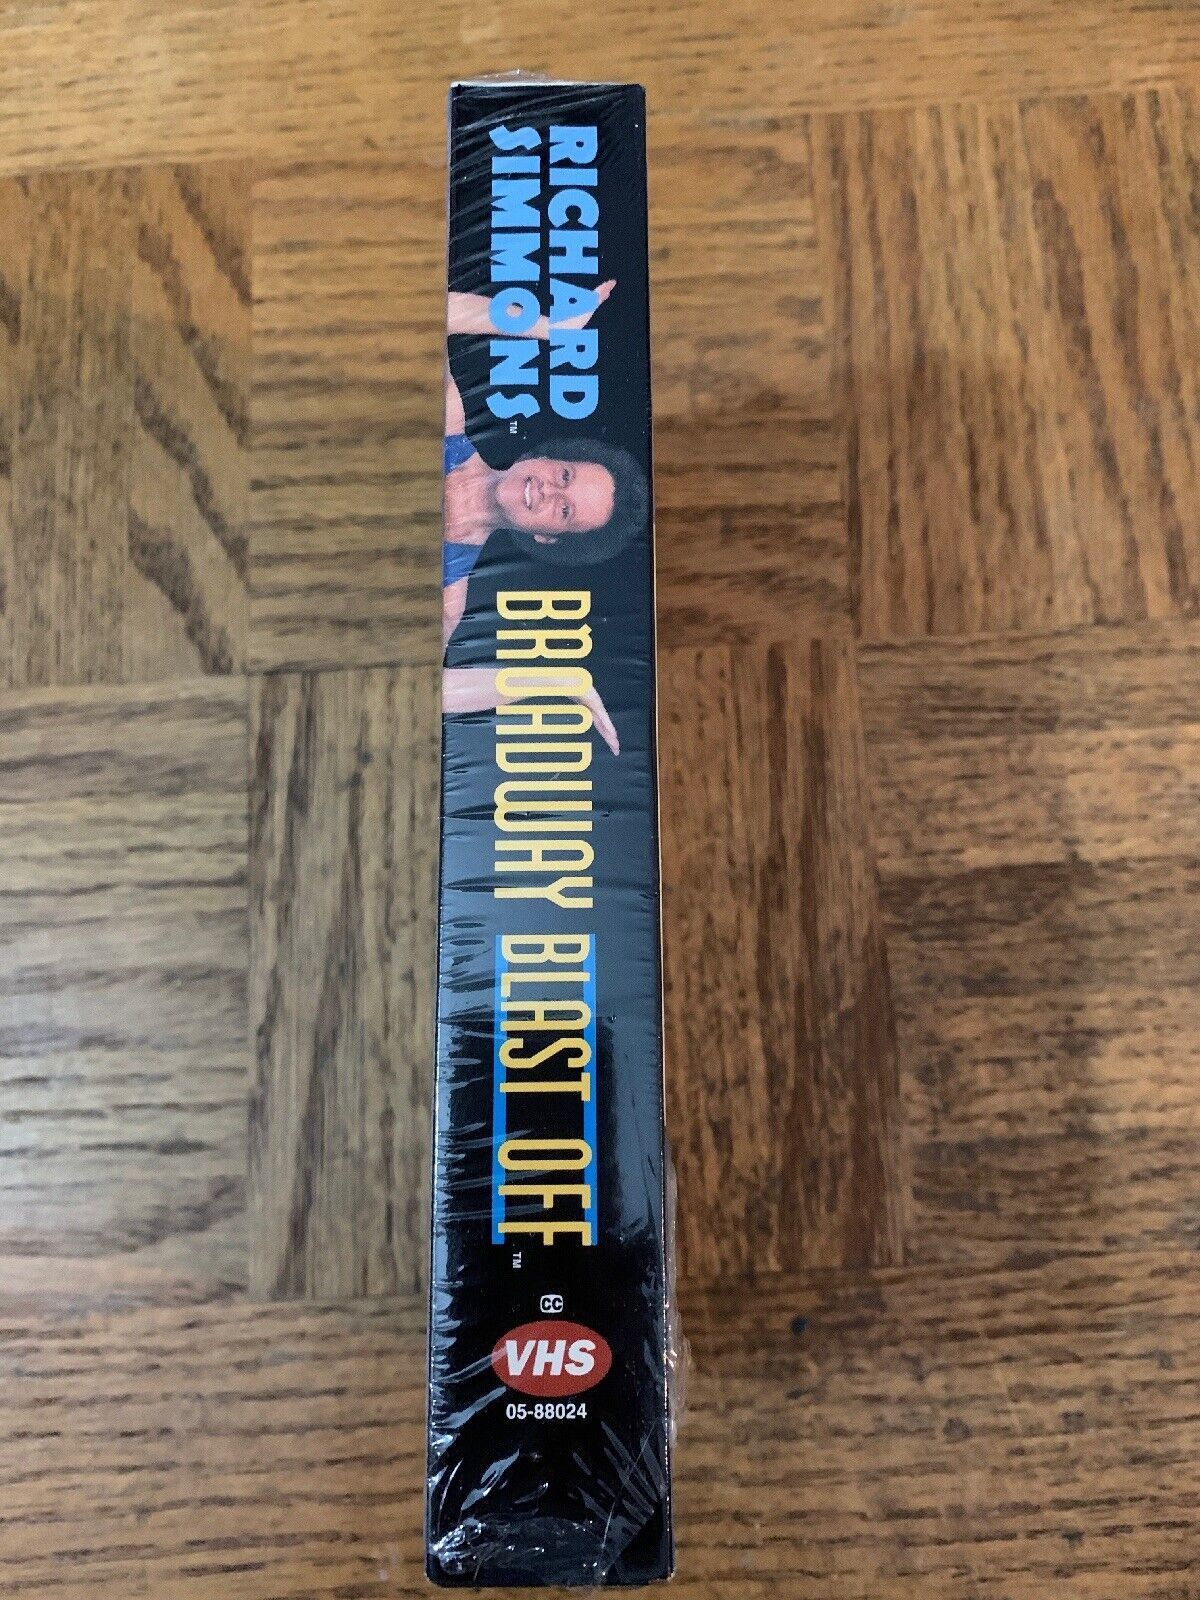 RICHARD
SIMMONS™
BROADWAY BLAST OFF™
CC
VHS
05-88024